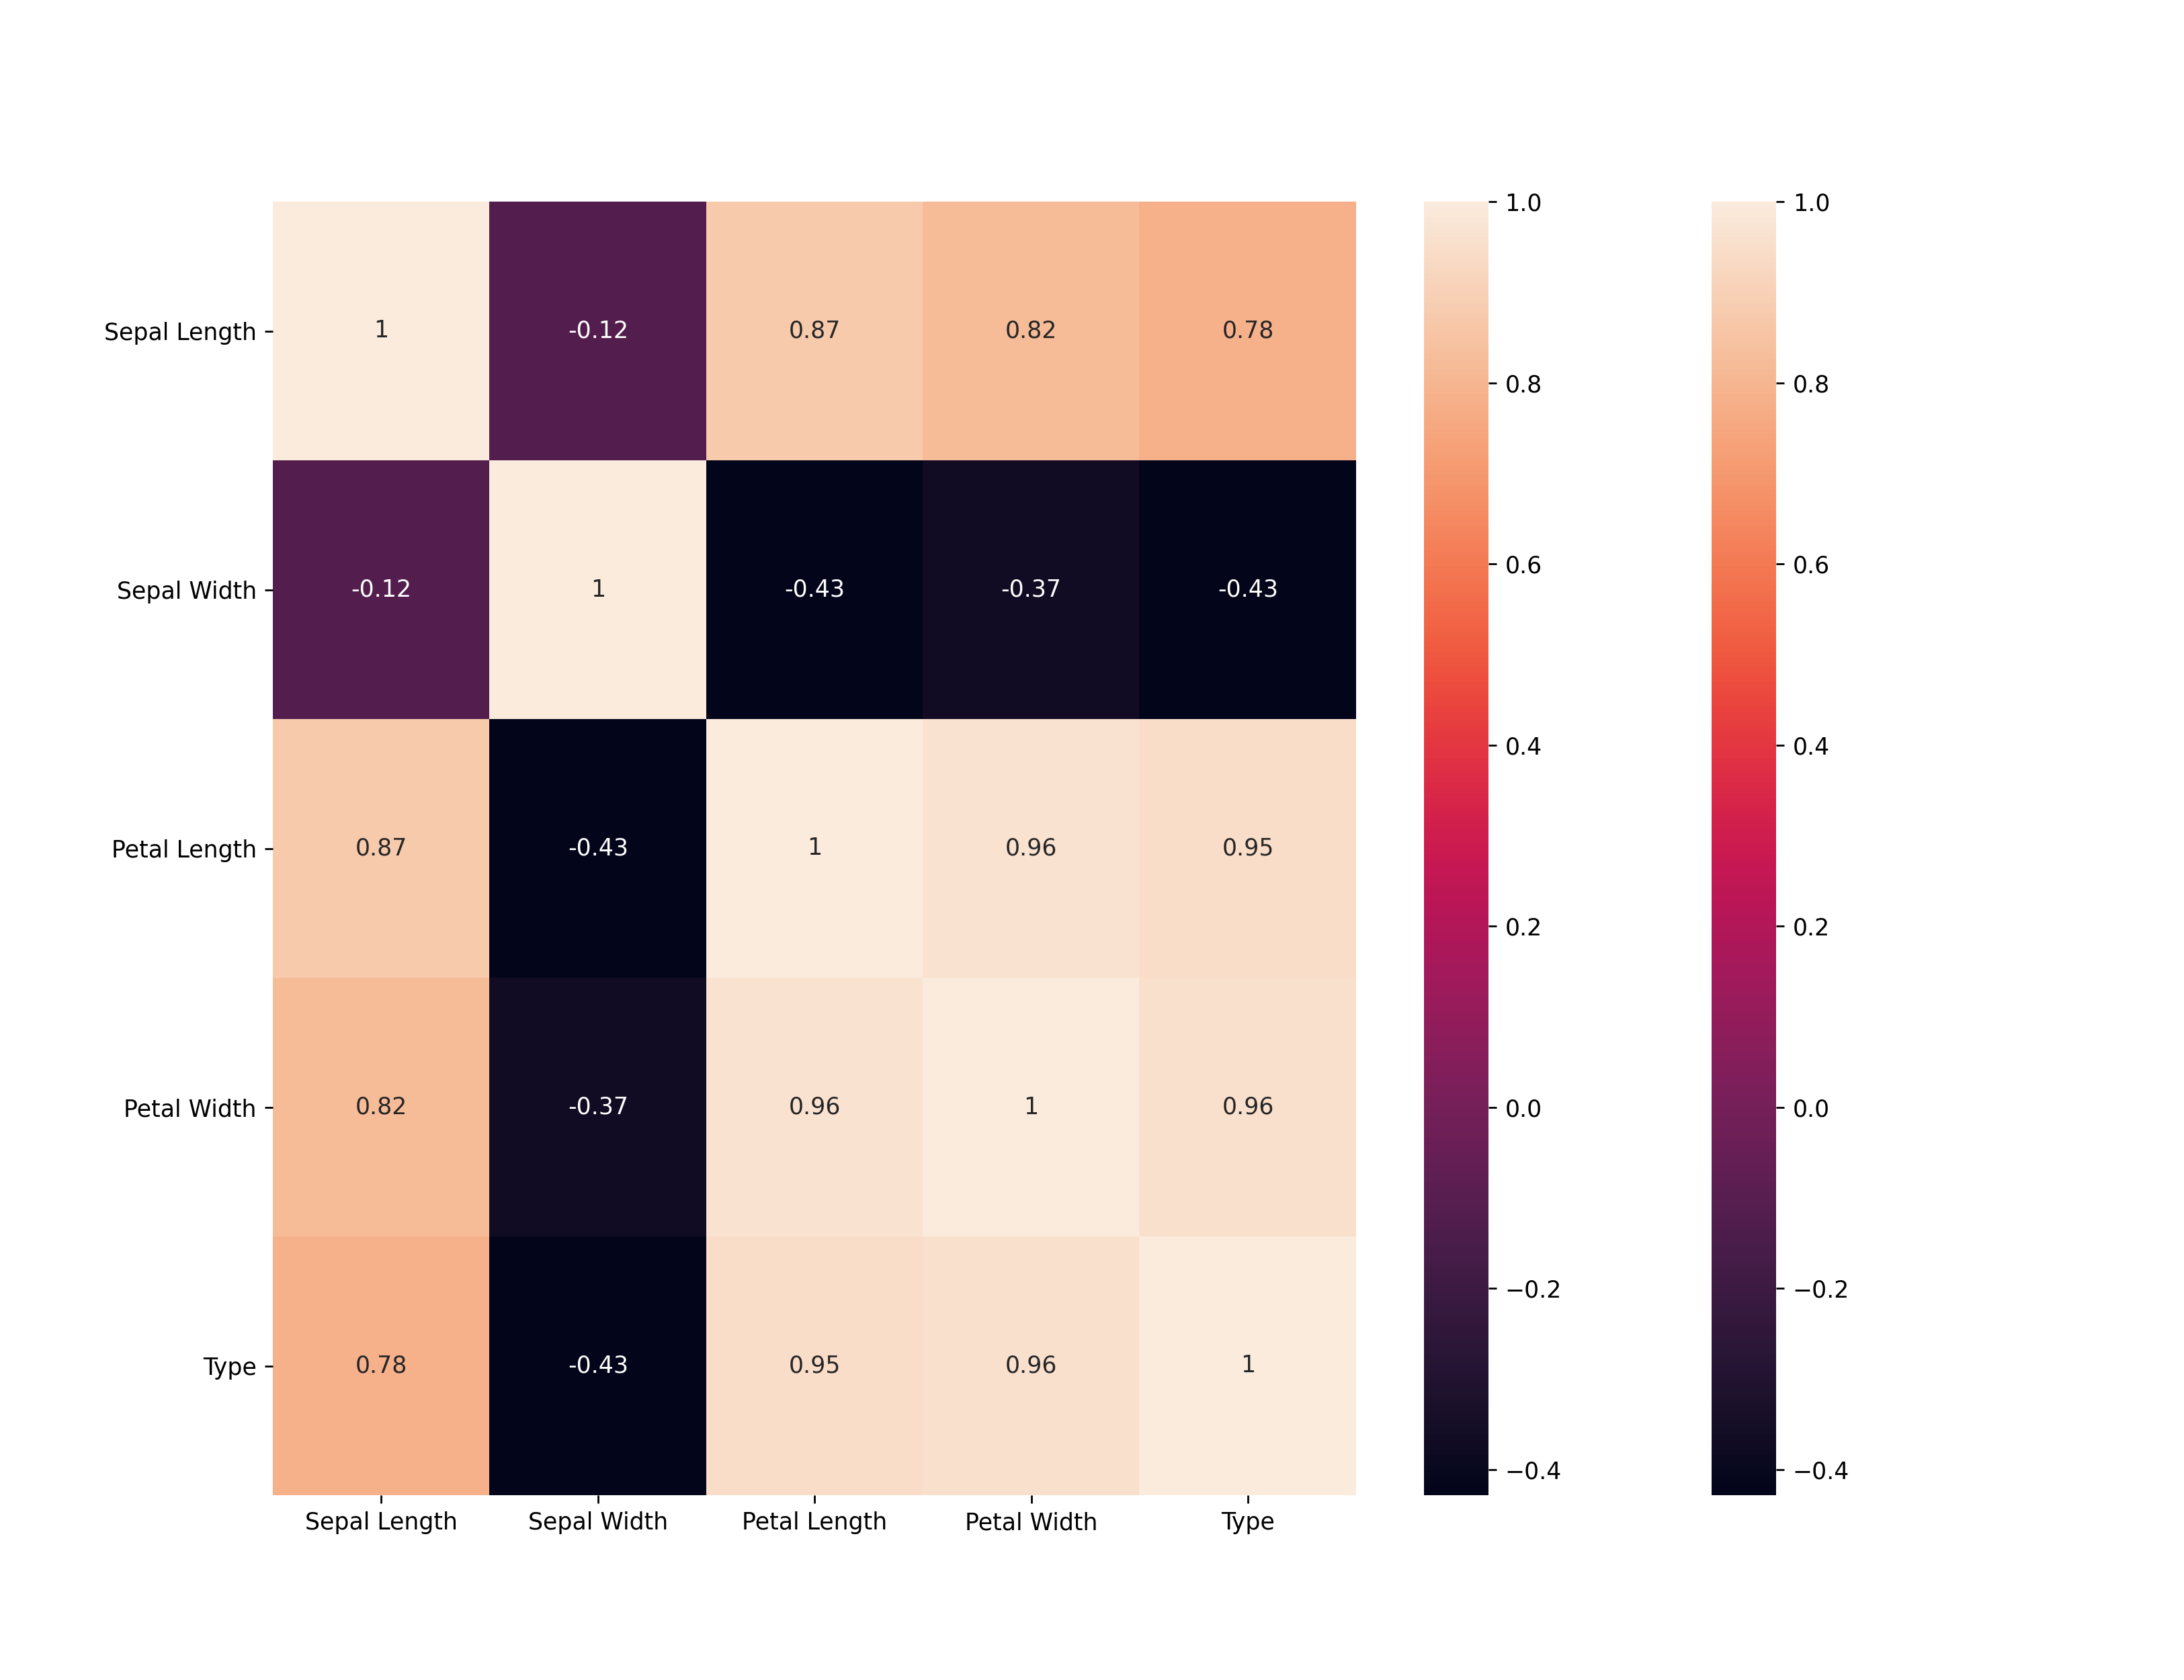 1.0 1.0
Sepal Length 1 -0.12 0.87 0.82 0.78
0.8 0.8
0.6 0.6
Sepal Width -0.12 1 -0.43 -0.37 -0.43
0.4 0.4
Petal Length 0.87 -0.43 1 0.96 0.95
0.2 0.2
Petal Width 0.82 -0.37 0.96 1 0.96
0.0 0.0
−0.2 −0.2
Type 0.78 -0.43 0.95 0.96 1
−0.4 −0.4
Sepal Length Sepal Width Petal Length Petal Width Type